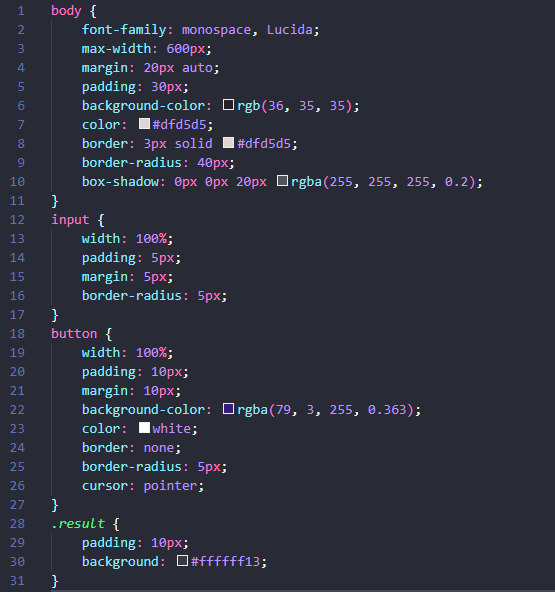 1 body {
2     font-family: monospace, Lucida;
3     max-width: 600px;
4     margin: 20px auto;
5     padding: 30px;
6     background-color: rgb(36, 35, 35);
7     color: #dfd5d5;
8     border: 3px solid #dfd5d5;
9     border-radius: 40px;
10     box-shadow: 0px 0px 20px rgba(255, 255, 255, 0.2);
11 }
12 input {
13     width: 100%;
14     padding: 5px;
15     margin: 5px;
16     border-radius: 5px;
17 }
18 button {
19     width: 100%;
20     padding: 10px;
21     margin: 10px;
22     background-color: rgba(79, 3, 255, 0.363);
23     color: white;
24     border: none;
25     border-radius: 5px;
26     cursor: pointer;
27 }
28 .result {
29     padding: 10px;
30     background: #ffffff13;
31 }